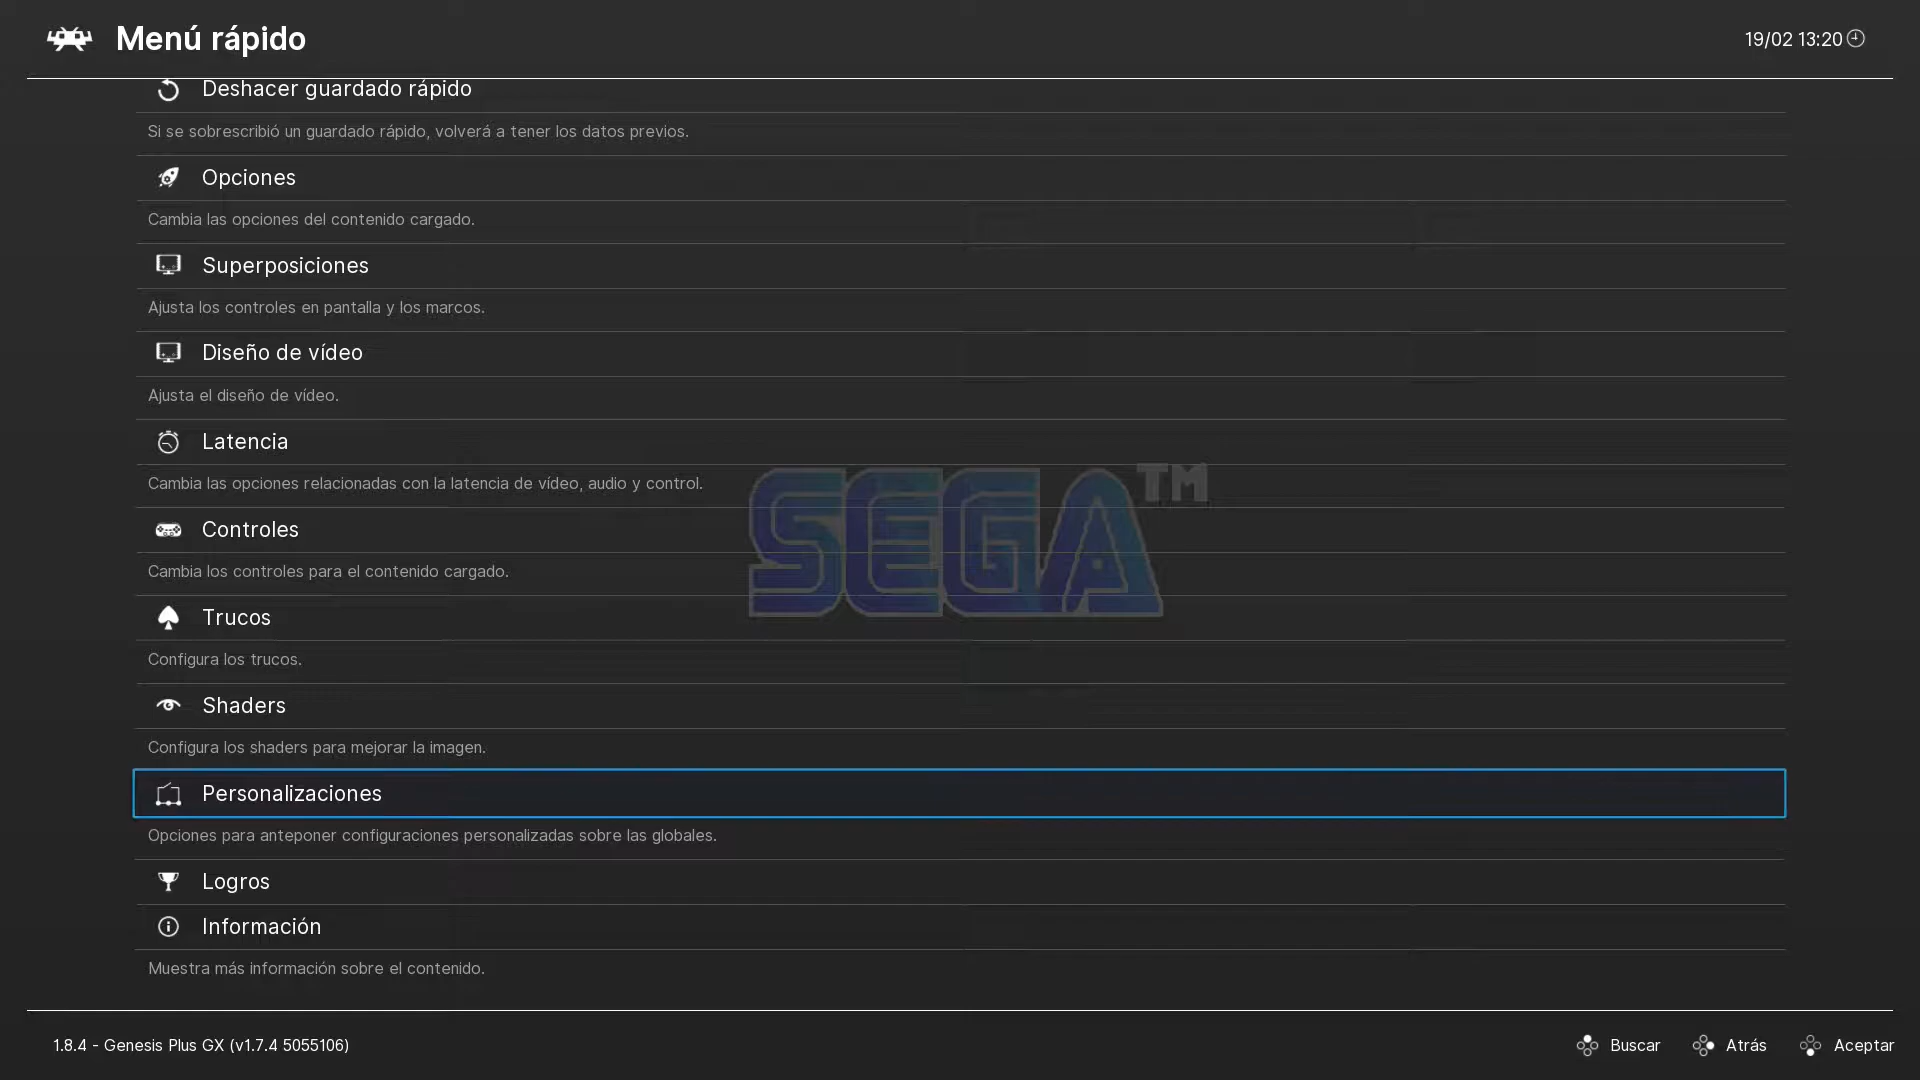 Menú rápido
19/02 13:20
Deshacer guardado rápido
Si se sobrescribió un guardado rápido, volverá a tener los datos previos.
Opciones
Cambia las opciones del contenido cargado.
Superposiciones
Ajusta los controles en pantalla y los marcos.
Diseño de vídeo
Ajusta el diseño de vídeo.
Latencia
Cambia las opciones relacionadas con la latencia de vídeo, audio y control.
SEGA™
Controles
Cambia los controles para el contenido cargado.
Trucos
Configura los trucos.
Shaders
Configura los shaders para mejorar la imagen.
Personalizaciones
Opciones para anteponer configuraciones personalizadas sobre las globales.
Logros
Información
Muestra más información sobre el contenido.
1.8.4 - Genesis Plus GX (v1.7.4 5055106)
Buscar
Atrás
Aceptar